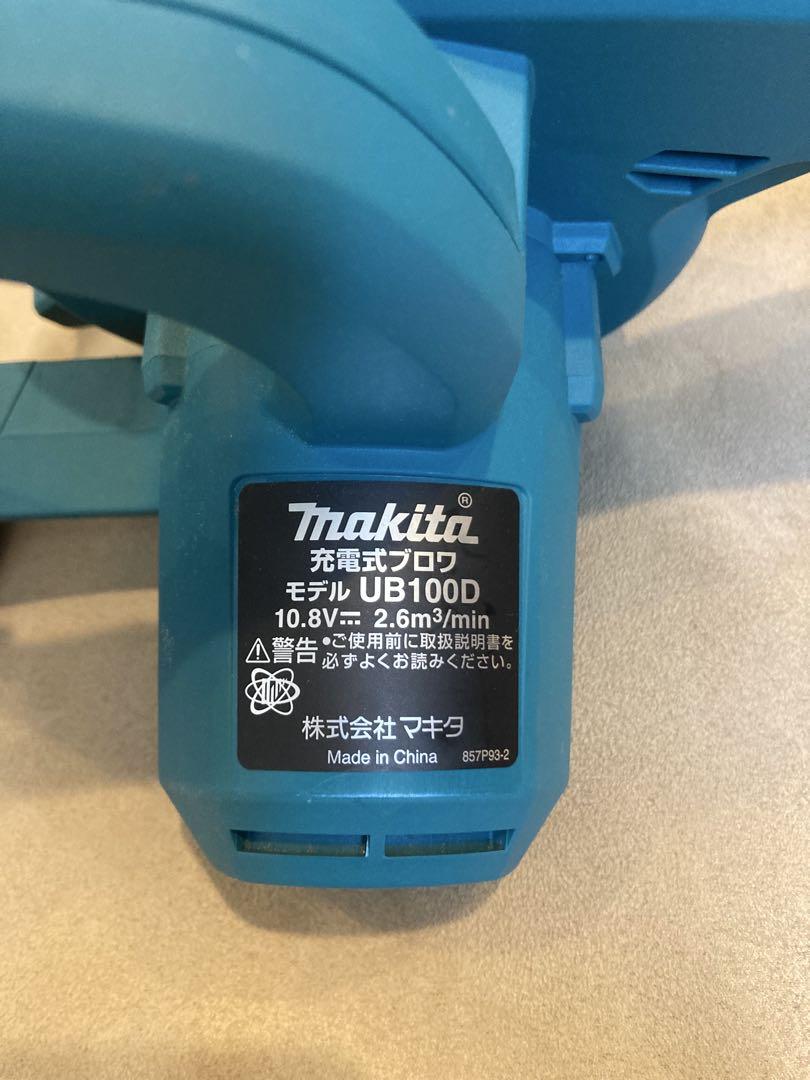 makita®
充電式ブロワ
モデル UB100D
10.8V⎓ 2.6m³/min
⚠警告 •ご使用前に取扱説明書を
必ずよくお読みください。
株式会社マキタ
Made in China 857P93-2